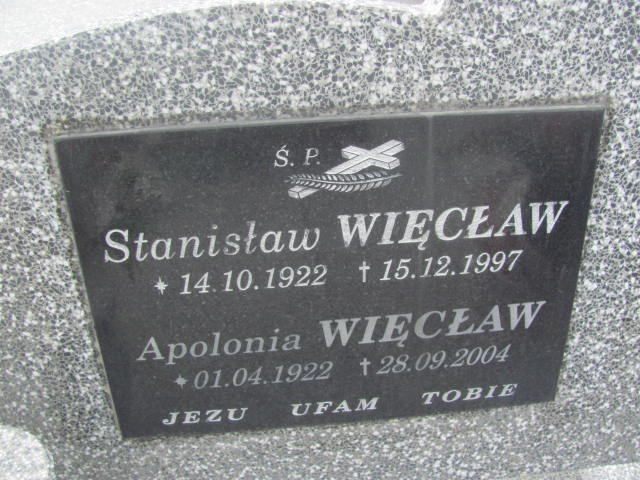 Ś. P.
Stanisław WIĘCŁAW
* 14.10.1922 † 15.12.1997
Apolonia WIĘCŁAW
* 01.04.1922 † 28.09.2004
JEZU UFAM TOBIE